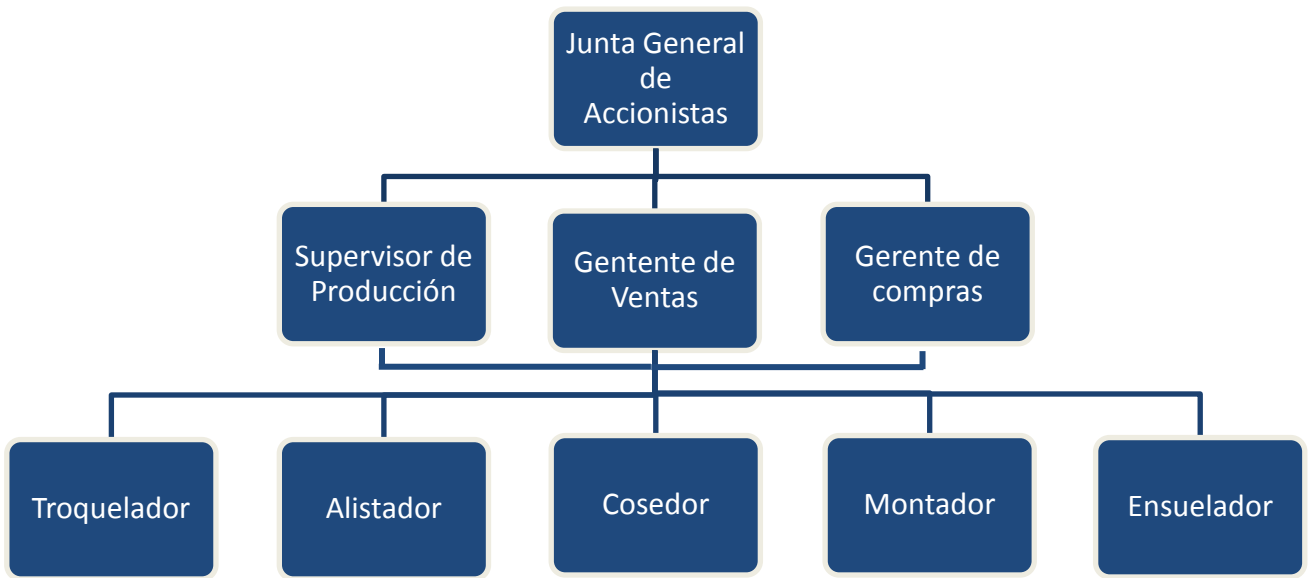 Junta General
de
Accionistas
Supervisor de
Producción
Gentente de
Ventas
Gerente de
compras
Troquelador
Alistador
Cosedor
Montador
Ensuelador